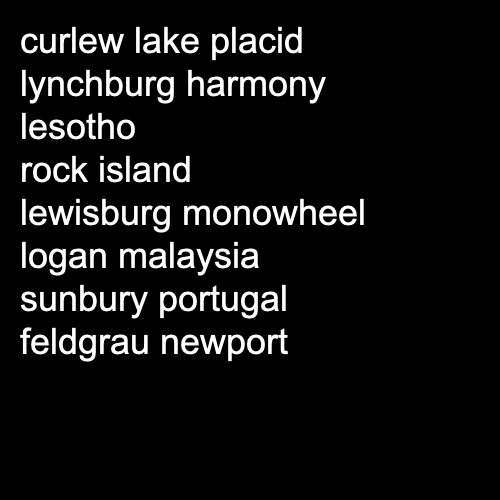 curlew lake placid
lynchburg harmony
lesotho
rock island
lewisburg monowheel
logan malaysia
sunbury portugal
feldgrau newport